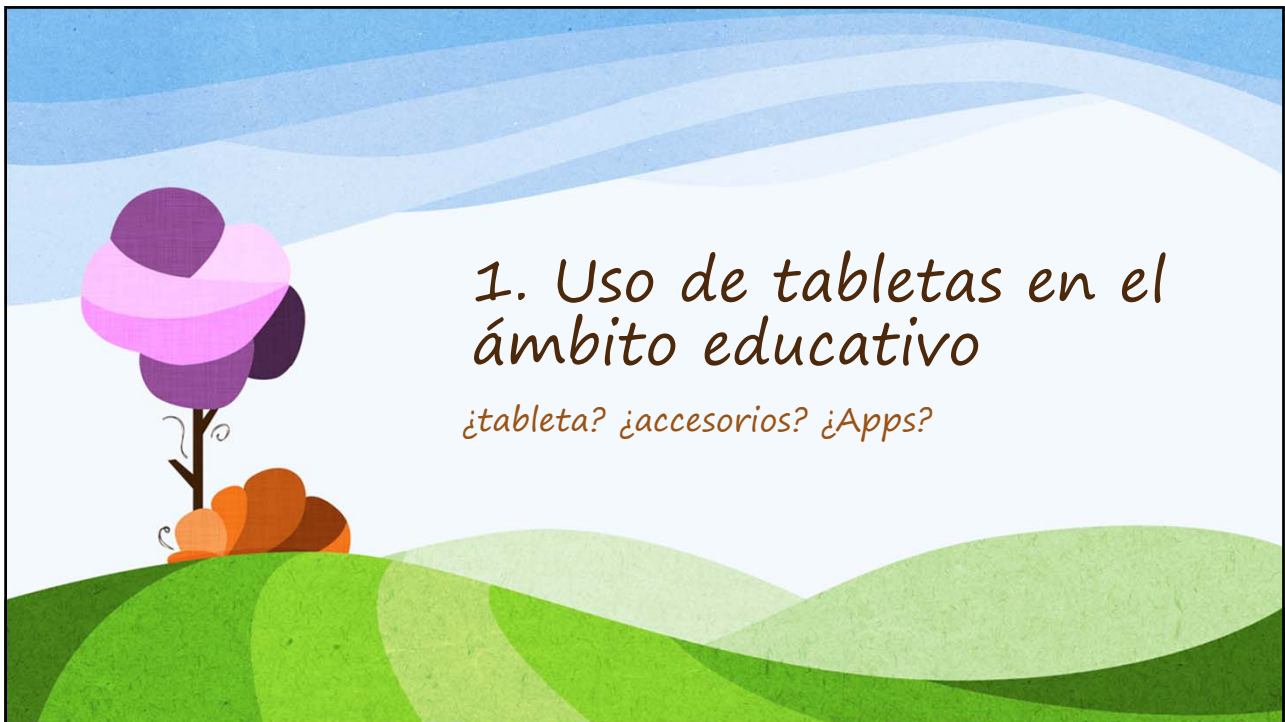 1. Uso de tabletas en el
ámbito educativo
¿tableta? ¿accesorios? ¿Apps?